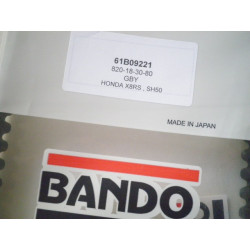 61B09221
820-18-30-80
GBY
HONDA X8RS , SH50
MADE IN JAPAN
BANDO